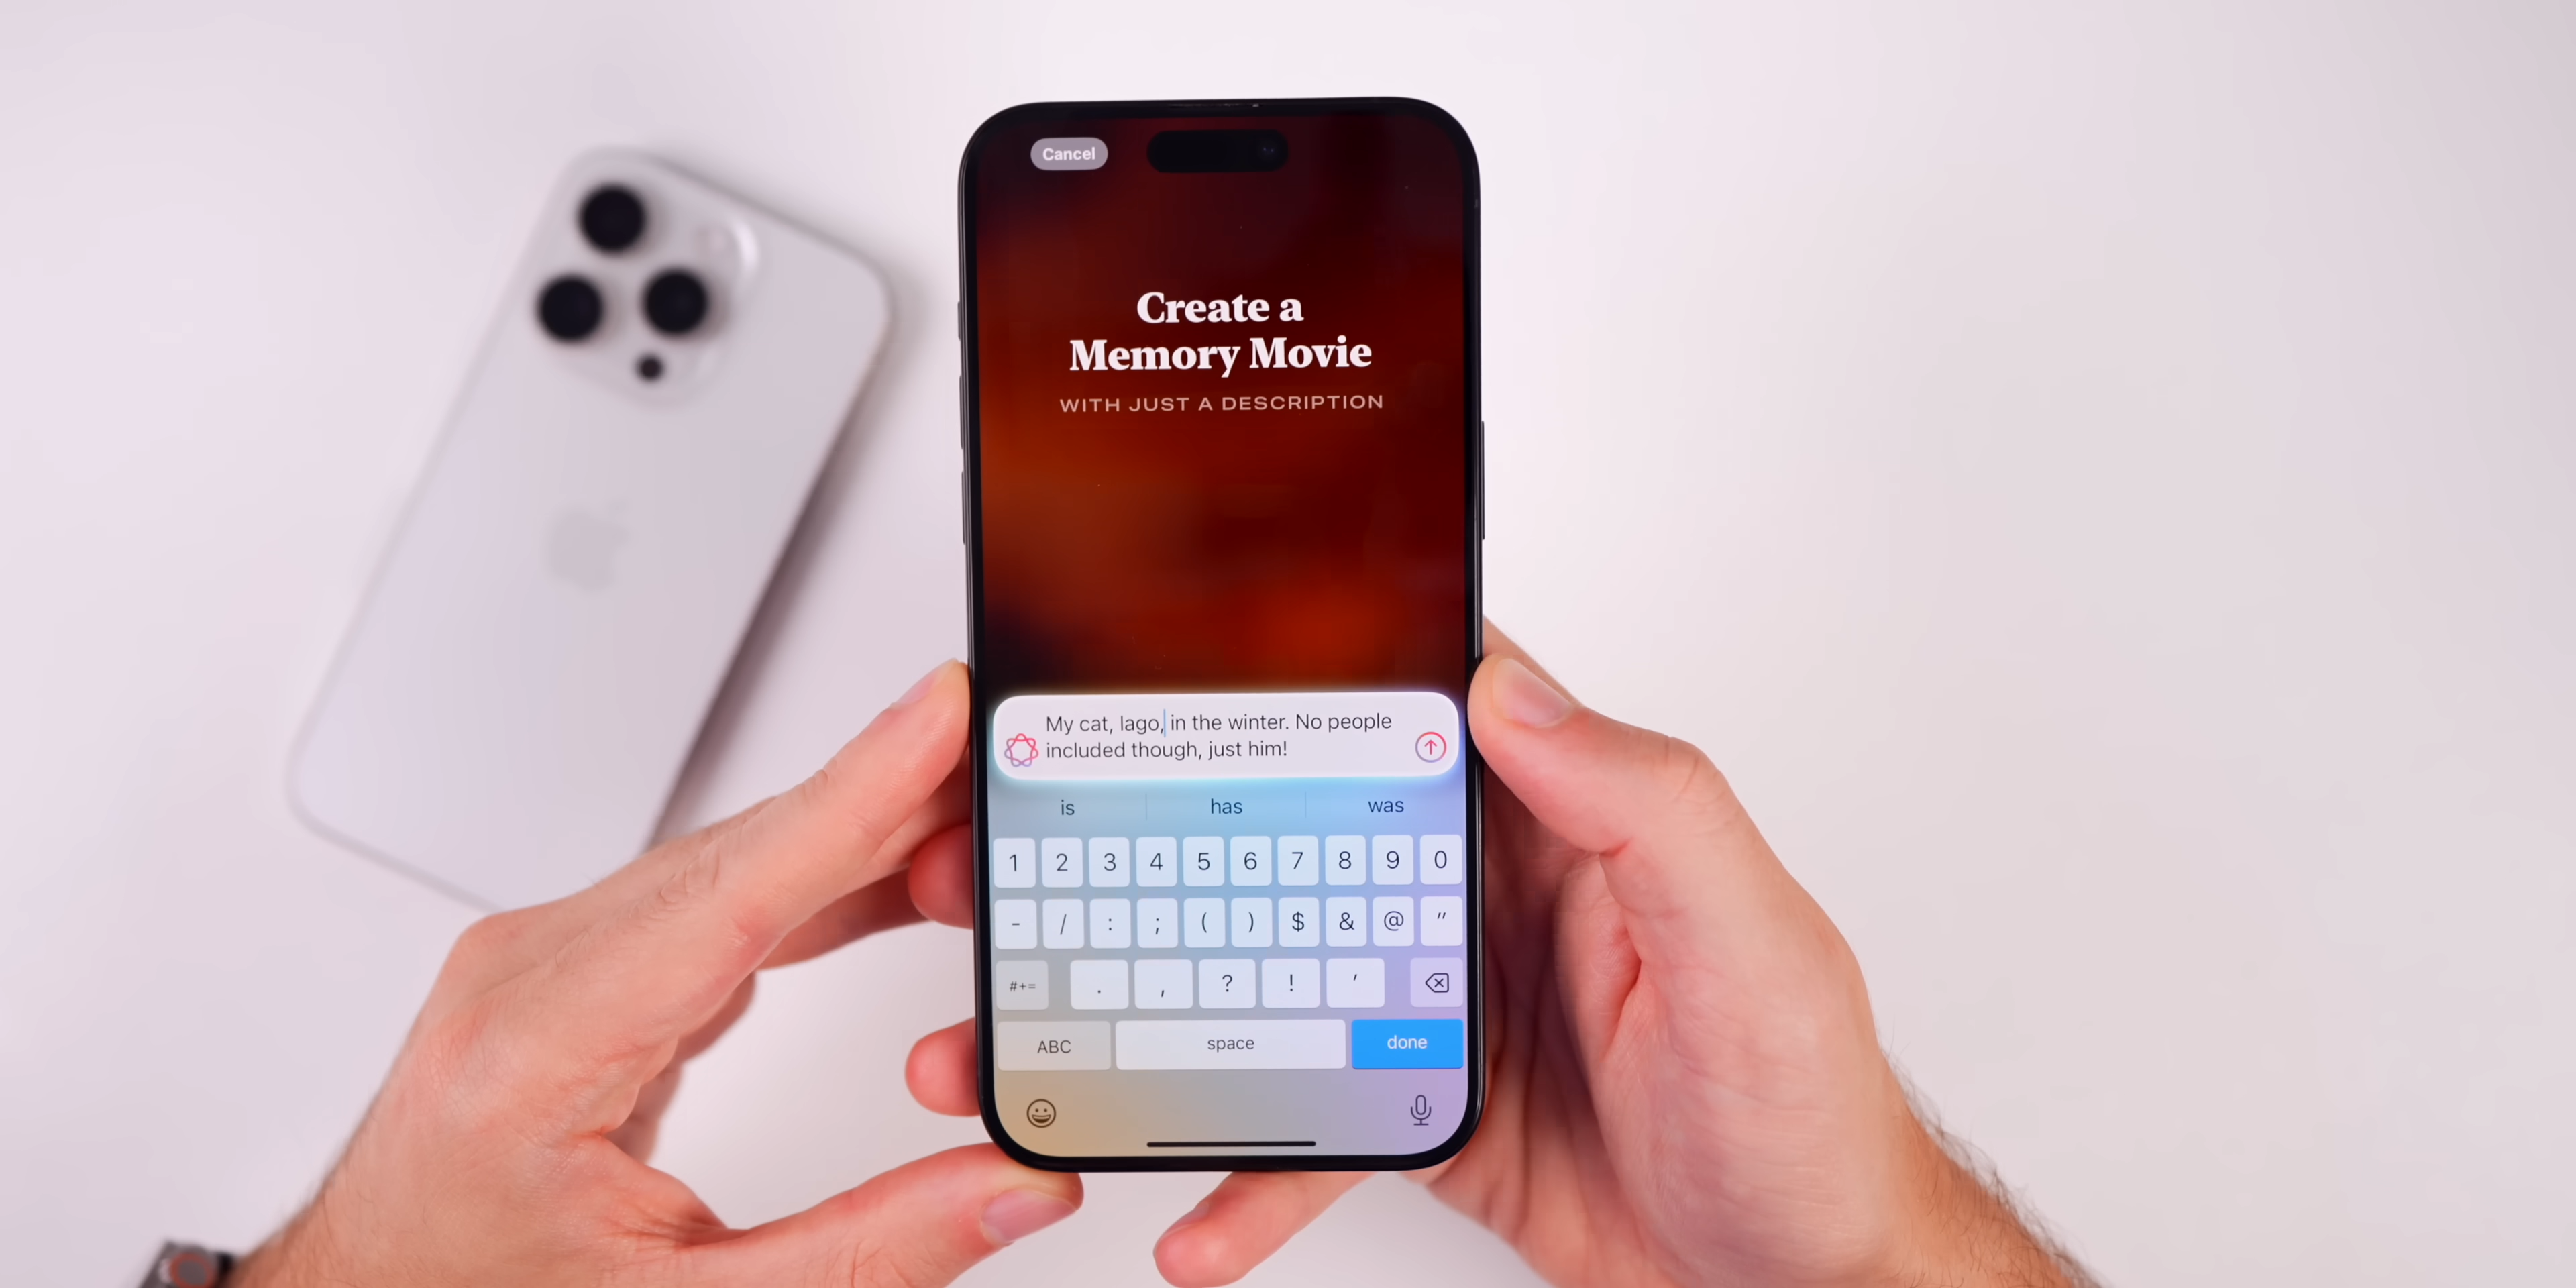 Cancel
Create a
Memory Movie
WITH JUST A DESCRIPTION
My cat, Iago, in the winter. No people
included though, just him!
is has was
1 2 3 4 5 6 7 8 9 0
- / : ; ( ) $ & @ "
#+= . , ? ! ’
ABC space done